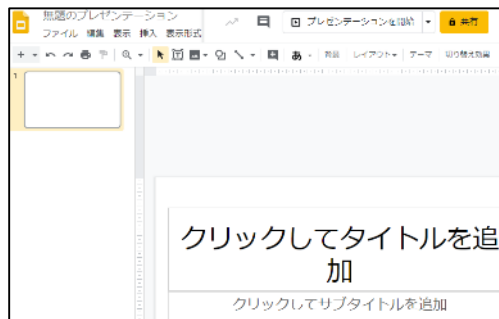 無題のプレゼンテーション
ファイル 編集 表示 挿入 表示形式
プレゼンテーションを開始
共有
あ
背景 レイアウト テーマ 切り替え効果
1
クリックしてタイトルを追
加
クリックしてサブタイトルを追加